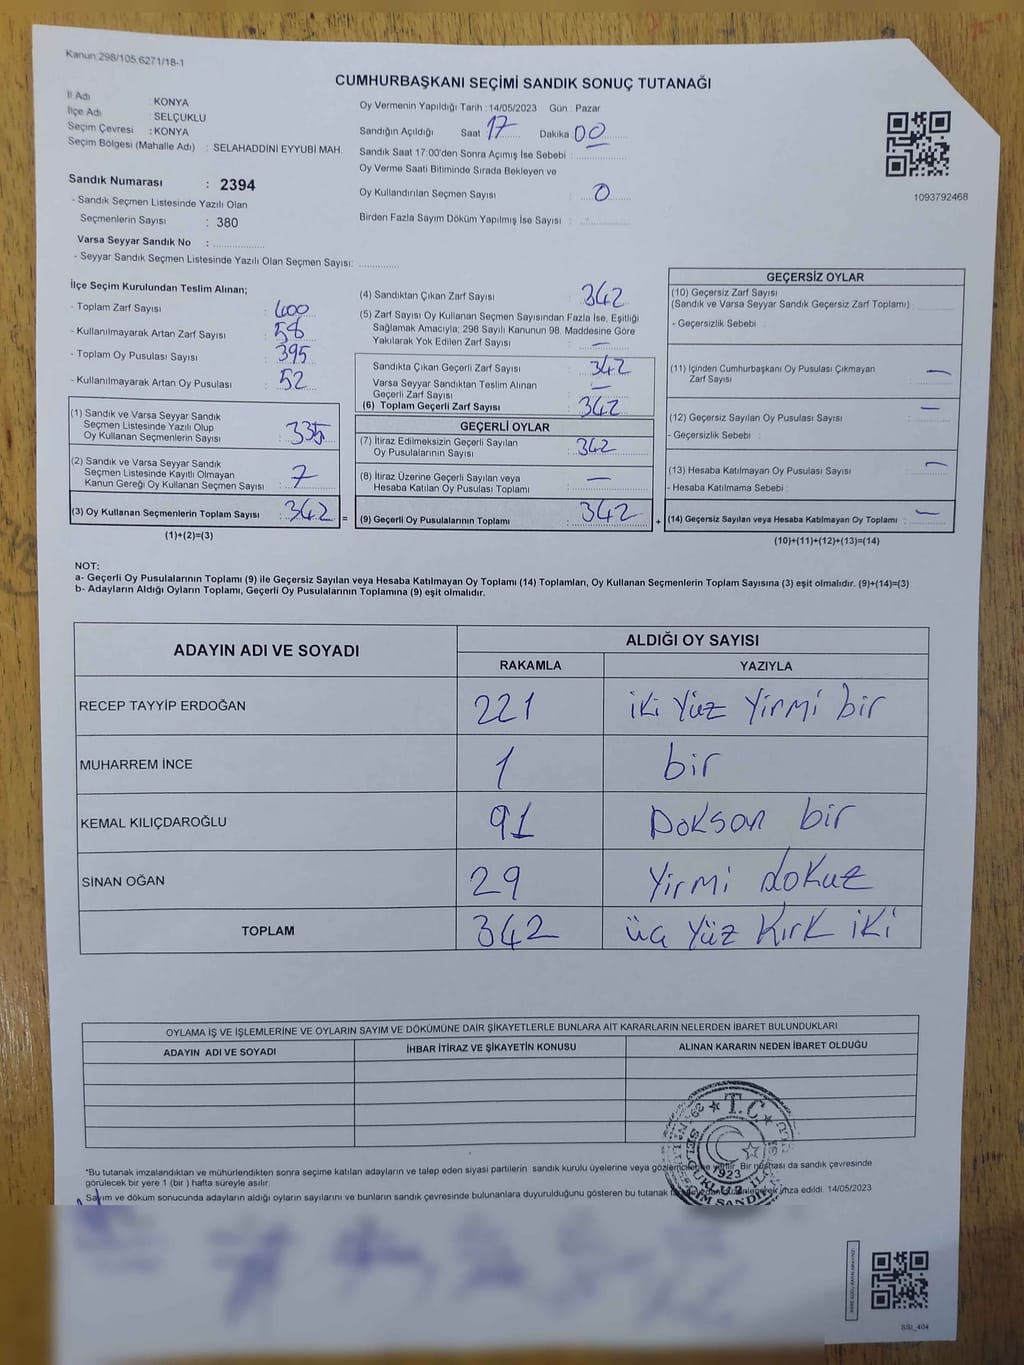 Kanun:298/105,6271/18-1
CUMHURBAŞKANI SEÇİMİ SANDIK SONUÇ TUTANAĞI
İl Adı : KONYA
İlçe Adı : SELÇUKLU
Seçim Çevresi : KONYA
Seçim Bölgesi (Mahalle Adı) : SELAHADDİNİ EYYUBİ MAH.
Sandık Numarası : 2394
- Sandık Seçmen Listesinde Yazılı Olan
Seçmenlerin Sayısı : 380
Varsa Seyyar Sandık No :
- Seyyar Sandık Seçmen Listesinde Yazılı Olan Seçmen Sayısı:
Oy Vermenin Yapıldığı Tarih : 14/05/2023 Gün : Pazar
Sandığın Açıldığı Saat 17 Dakika 00
Sandık Saat 17:00'den Sonra Açımış İse Sebebi :
Oy Verme Saati Bitiminde Sırada Bekleyen ve
Oy Kullandırılan Seçmen Sayısı : 0
Birden Fazla Sayım Döküm Yapılmış İse Sayısı :
1093792468
İlçe Seçim Kurulundan Teslim Alınan;
- Toplam Zarf Sayısı : 400
- Kullanılmayarak Artan Zarf Sayısı : 58
- Toplam Oy Pusulası Sayısı : 395
- Kullanılmayarak Artan Oy Pusulası : 52
(1) Sandık ve Varsa Seyyar Sandık
Seçmen Listesinde Yazılı Olup
Oy Kullanan Seçmenlerin Sayısı : 335
(2) Sandık ve Varsa Seyyar Sandık
Seçmen Listesinde Kayıtlı Olmayan
Kanun Gereği Oy Kullanan Seçmen Sayısı : 7
(3) Oy Kullanan Seçmenlerin Toplam Sayısı : 342 =
(1)+(2)=(3)
(4) Sandıktan Çıkan Zarf Sayısı : 342
(5) Zarf Sayısı Oy Kullanan Seçmen Sayısından Fazla İse, Eşitliği
Sağlamak Amacıyla; 298 Sayılı Kanunun 98. Maddesine Göre
Yakılarak Yok Edilen Zarf Sayısı : —
Sandıkta Çıkan Geçerli Zarf Sayısı : 342
Varsa Seyyar Sandıktan Teslim Alınan
Geçerli Zarf Sayısı : —
(6) Toplam Geçerli Zarf Sayısı : 342
GEÇERLİ OYLAR
(7) İtiraz Edilmeksizin Geçerli Sayılan
Oy Pusulalarının Sayısı : 342
(8) İtiraz Üzerine Geçerli Sayılan veya
Hesaba Katılan Oy Pusulası Toplamı : —
(9) Geçerli Oy Pusulalarının Toplamı : 342 +
GEÇERSİZ OYLAR
(10) Geçersiz Zarf Sayısı
(Sandık ve Varsa Seyyar Sandık Geçersiz Zarf Toplamı) :
- Geçersizlik Sebebi :
(11) İçinden Cumhurbaşkanı Oy Pusulası Çıkmayan
Zarf Sayısı : —
(12) Geçersiz Sayılan Oy Pusulası Sayısı : —
- Geçersizlik Sebebi :
(13) Hesaba Katılmayan Oy Pusulası Sayısı : —
- Hesaba Katılmama Sebebi :
(14) Geçersiz Sayılan veya Hesaba Katılmayan Oy Toplamı : —
(10)+(11)+(12)+(13)=(14)
NOT:
a- Geçerli Oy Pusulalarının Toplamı (9) ile Geçersiz Sayılan veya Hesaba Katılmayan Oy Toplamı (14) Toplamları, Oy Kullanan Seçmenlerin Toplam Sayısına (3) eşit olmalıdır. (9)+(14)=(3)
b- Adayların Aldığı Oyların Toplamı, Geçerli Oy Pusulalarının Toplamına (9) eşit olmalıdır.
ADAYIN ADI VE SOYADI
ALDIĞI OY SAYISI
RAKAMLA YAZIYLA
RECEP TAYYİP ERDOĞAN 221 iki Yüz Yirmi bir
MUHARREM İNCE 1 bir
KEMAL KILIÇDAROĞLU 91 Doksan bir
SİNAN OĞAN 29 Yirmi dokuz
TOPLAM 342 üç Yüz Kırk iki
OYLAMA İŞ VE İŞLEMLERİNE VE OYLARIN SAYIM VE DÖKÜMÜNE DAİR ŞİKAYETLERLE BUNLARA AİT KARARLARIN NELERDEN İBARET BULUNDUKLARI
ADAYIN ADI VE SOYADI İHBAR İTİRAZ VE ŞİKAYETİN KONUSU ALINAN KARARIN NEDEN İBARET OLDUĞU
T.C.
1923
*Bu tutanak imzalandıktan ve mühürlendikten sonra seçime katılan adayların ve talep eden siyasi partilerin sandık kurulu üyelerine veya gözlemcilerine verilir. Bir nüshası da sandık çevresinde
görülecek bir yere 1 (bir ) hafta süreyle asılır.
Sayım ve döküm sonucunda adayların aldığı oyların sayılarını ve bunların sandık çevresinde bulunanlara duyurulduğunu gösteren bu tutanak imza edildi. 14/05/2023
SSI_404